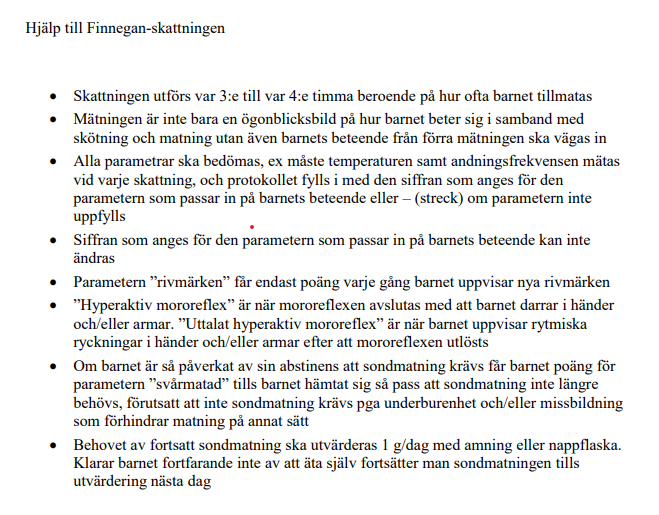 Hjälp till Finnegan-skattningen
• Skattningen utförs var 3:e till var 4:e timma beroende på hur ofta barnet tillmatas
• Mätningen är inte bara en ögonblicksbild på hur barnet beter sig i samband med
skötning och matning utan även barnets beteende från förra mätningen ska vägas in
• Alla parametrar ska bedömas, ex måste temperaturen samt andningsfrekvensen mätas
vid varje skattning, och protokollet fylls i med den siffran som anges för den
parametern som passar in på barnets beteende eller – (streck) om parametern inte
uppfylls
• Siffran som anges för den parametern som passar in på barnets beteende kan inte
ändras
• Parametern ”rivmärken” får endast poäng varje gång barnet uppvisar nya rivmärken
• ”Hyperaktiv mororeflex” är när mororeflexen avslutas med att barnet darrar i händer
och/eller armar. ”Uttalat hyperaktiv mororeflex” är när barnet uppvisar rytmiska
ryckningar i händer och/eller armar efter att mororeflexen utlösts
• Om barnet är så påverkat av sin abstinens att sondmatning krävs får barnet poäng för
parametern ”svårmatad” tills barnet hämtat sig så pass att sondmatning inte längre
behövs, förutsatt att inte sondmatning krävs pga underburenhet och/eller missbildning
som förhindrar matning på annat sätt
• Behovet av fortsatt sondmatning ska utvärderas 1 g/dag med amning eller nappflaska.
Klarar barnet fortfarande inte av att äta själv fortsätter man sondmatningen tills
utvärdering nästa dag